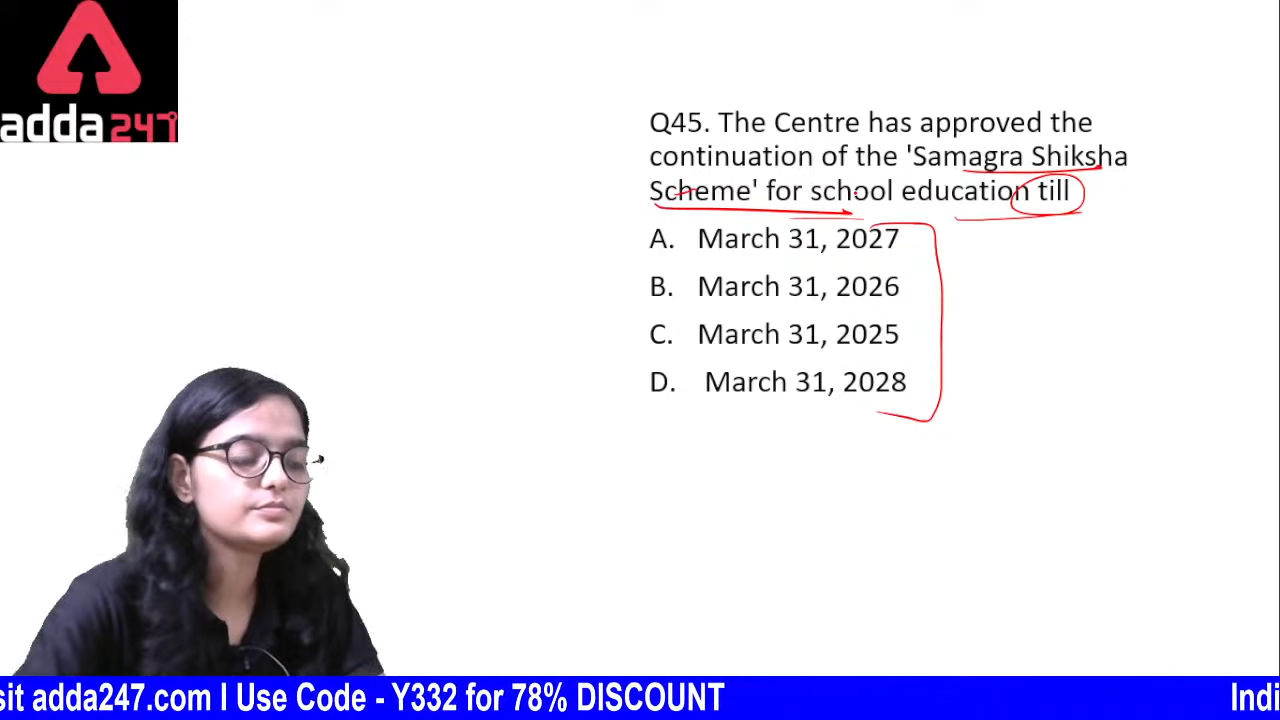 adda247
Q45. The Centre has approved the
continuation of the 'Samagra Shiksha
Scheme' for school education till
A. March 31, 2027
B. March 31, 2026
C. March 31, 2025
D. March 31, 2028
sit adda247.com I Use Code - Y332 for 78% DISCOUNT
Indi